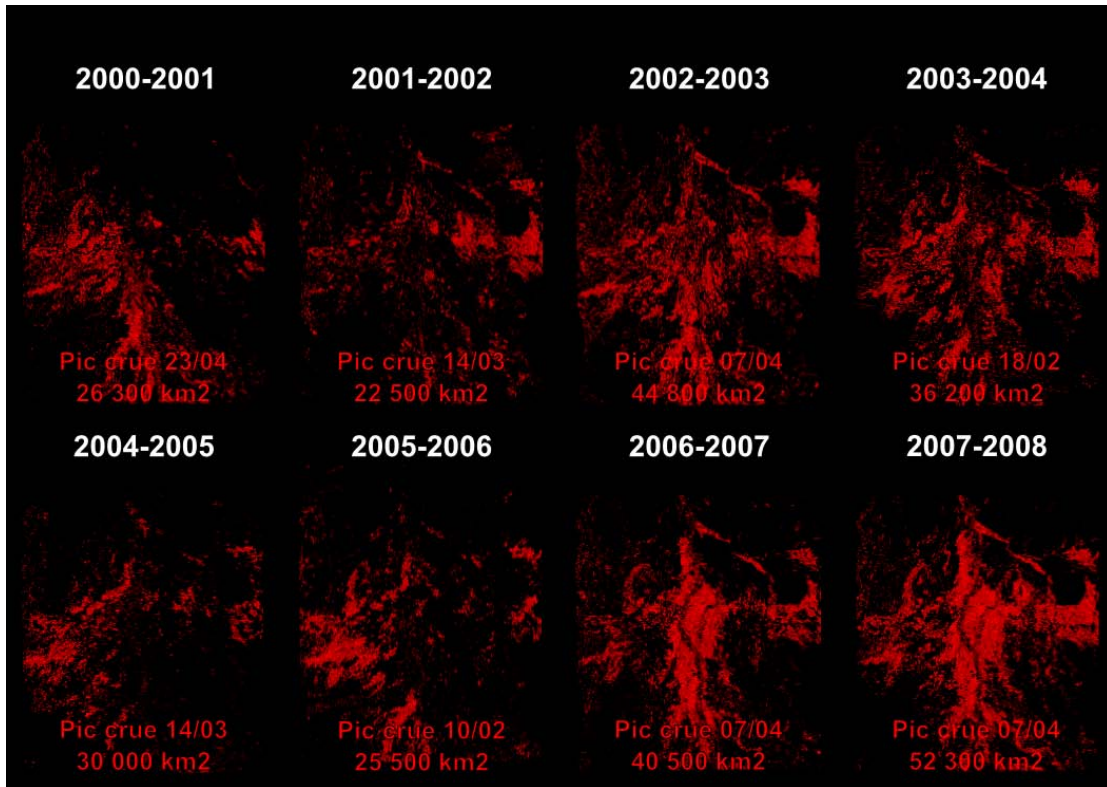 2000-2001
2001-2002
2002-2003
2003-2004
Pic crue 23/04
26 300 km2
Pic crue 14/03
22 500 km2
Pic crue 07/04
44 800 km2
Pic crue 18/02
36 200 km2
2004-2005
2005-2006
2006-2007
2007-2008
Pic crue 14/03
30 000 km2
Pic crue 10/02
25 500 km2
Pic crue 07/04
40 500 km2
Pic crue 07/04
52 300 km2